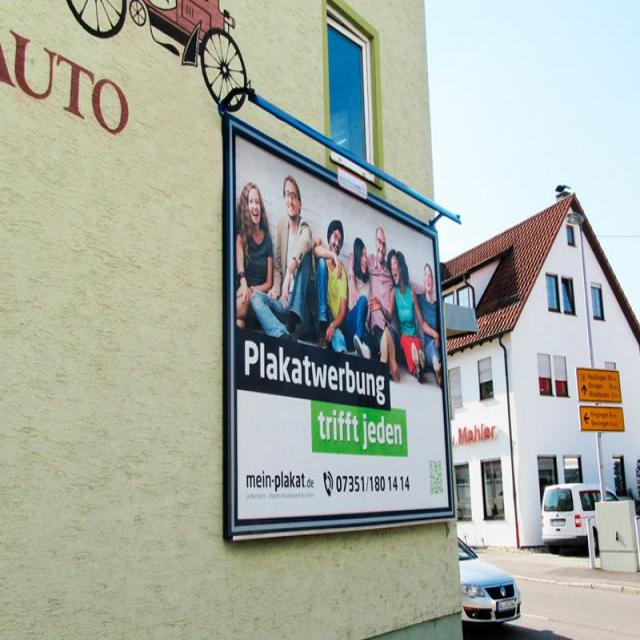 AUTO
Plakatwerbung
trifft jeden
mein-plakat.de
07351/180 14 14
Mahler